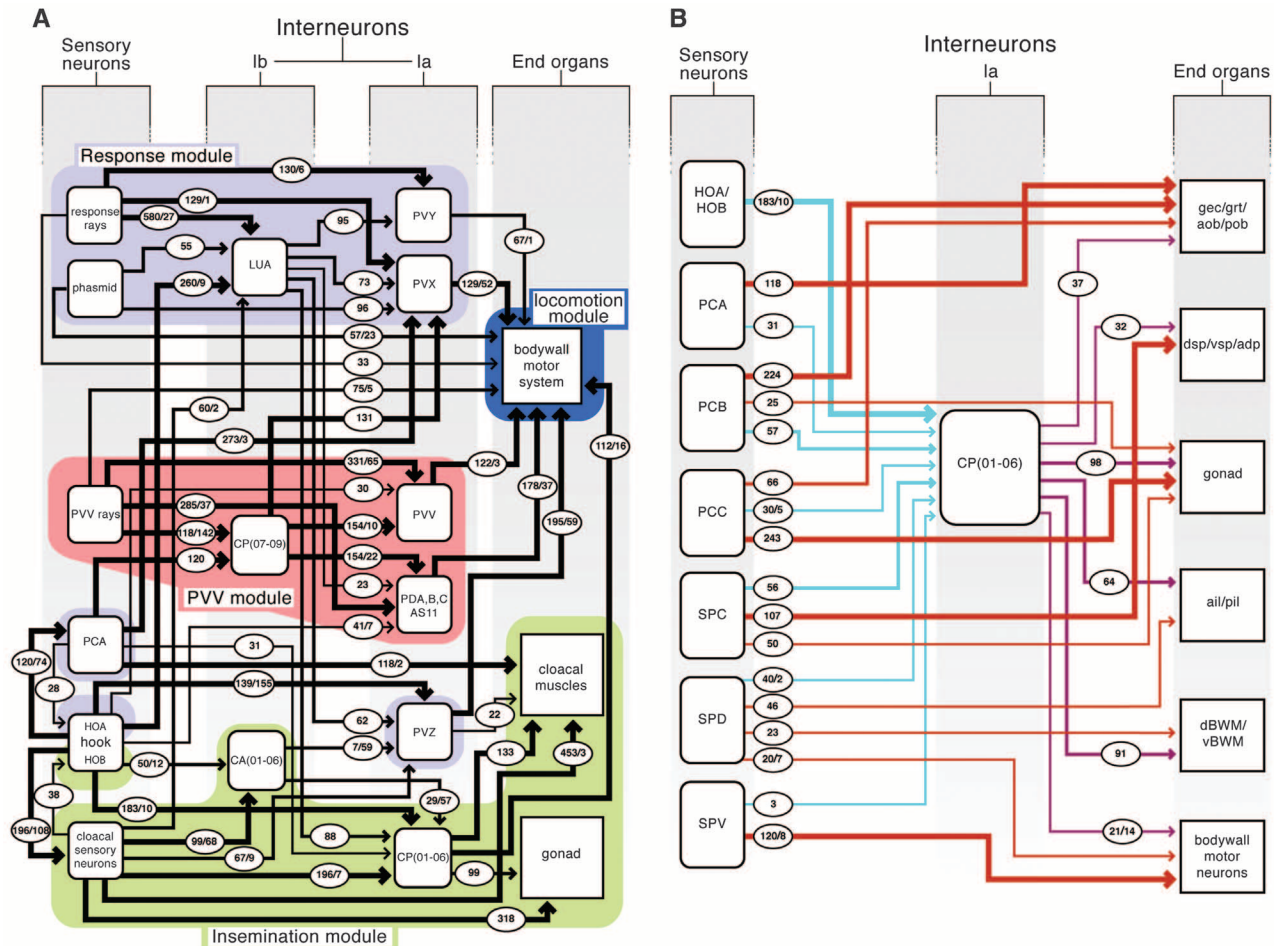 A
Interneurons
Sensory
neurons
Ib
Ia
End organs
Response module
130/6
response
rays
129/1
580/27
95
PVY
67/1
55
LUA
phasmid
260/9
73
PVX
129/52
96
locomotion
module
57/23
33
bodywall
motor
system
75/5
60/2
131
273/3
112/16
331/65
122/3
30
178/37
PVV rays
285/37
PVV
118/142
CP(07-09)
154/10
195/59
120
154/22
23
PDA,B,C
AS11
PVV module
41/7
PCA
31
120/74
118/2
cloacal
muscles
28
139/155
HOA
hook
HOB
62
PVZ
22
50/12
CA(01-06)
7/59
133
453/3
38
183/10
29/57
196/108
cloacal
sensory
neurons
99/68
88
67/9
CP(01-06)
gonad
196/7
99
318
Insemination module
B
Sensory
neurons
Interneurons
Ia
End organs
HOA/
HOB
183/10
gec/grt/
aob/pob
PCA
118
37
31
32
dsp/vsp/adp
PCB
224
25
57
CP(01-06)
98
gonad
PCC
66
30/5
243
64
SPC
56
107
50
ail/pil
SPD
40/2
46
23
20/7
dBWM/
vBWM
91
SPV
3
120/8
21/14
bodywall
motor
neurons